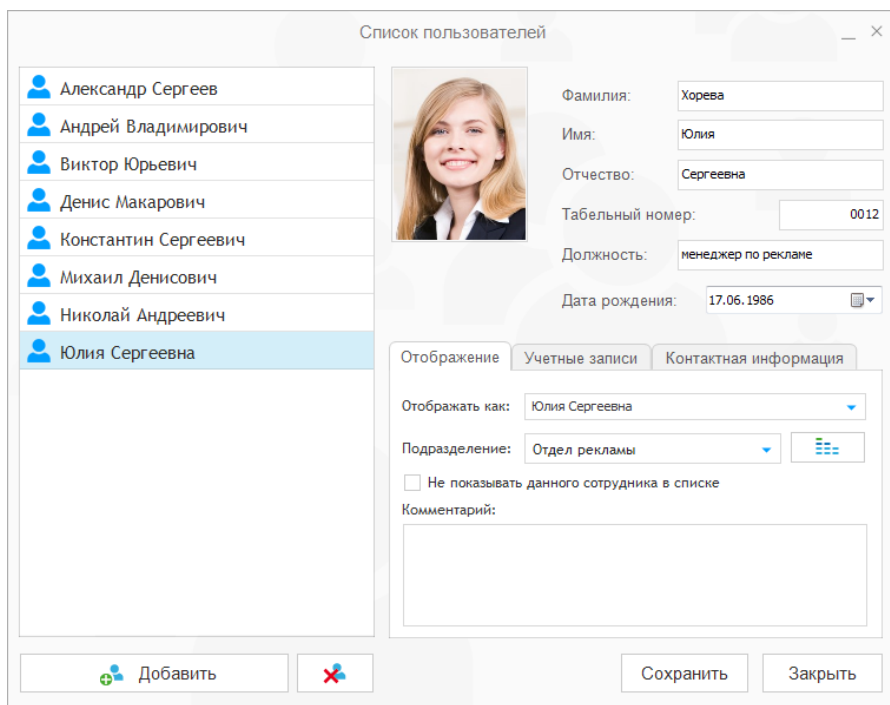 Список пользователей
Александр Сергеев
Андрей Владимирович
Виктор Юрьевич
Денис Макарович
Константин Сергеевич
Михаил Денисович
Николай Андреевич
Юлия Сергеевна
Фамилия: Хорева
Имя: Юлия
Отчество: Сергеевна
Табельный номер: 0012
Должность: менеджер по рекламе
Дата рождения: 17.06.1986
Отображение Учетные записи Контактная информация
Отображать как: Юлия Сергеевна
Подразделение: Отдел рекламы
Не показывать данного сотрудника в списке
Комментарий:
Добавить Сохранить Закрыть